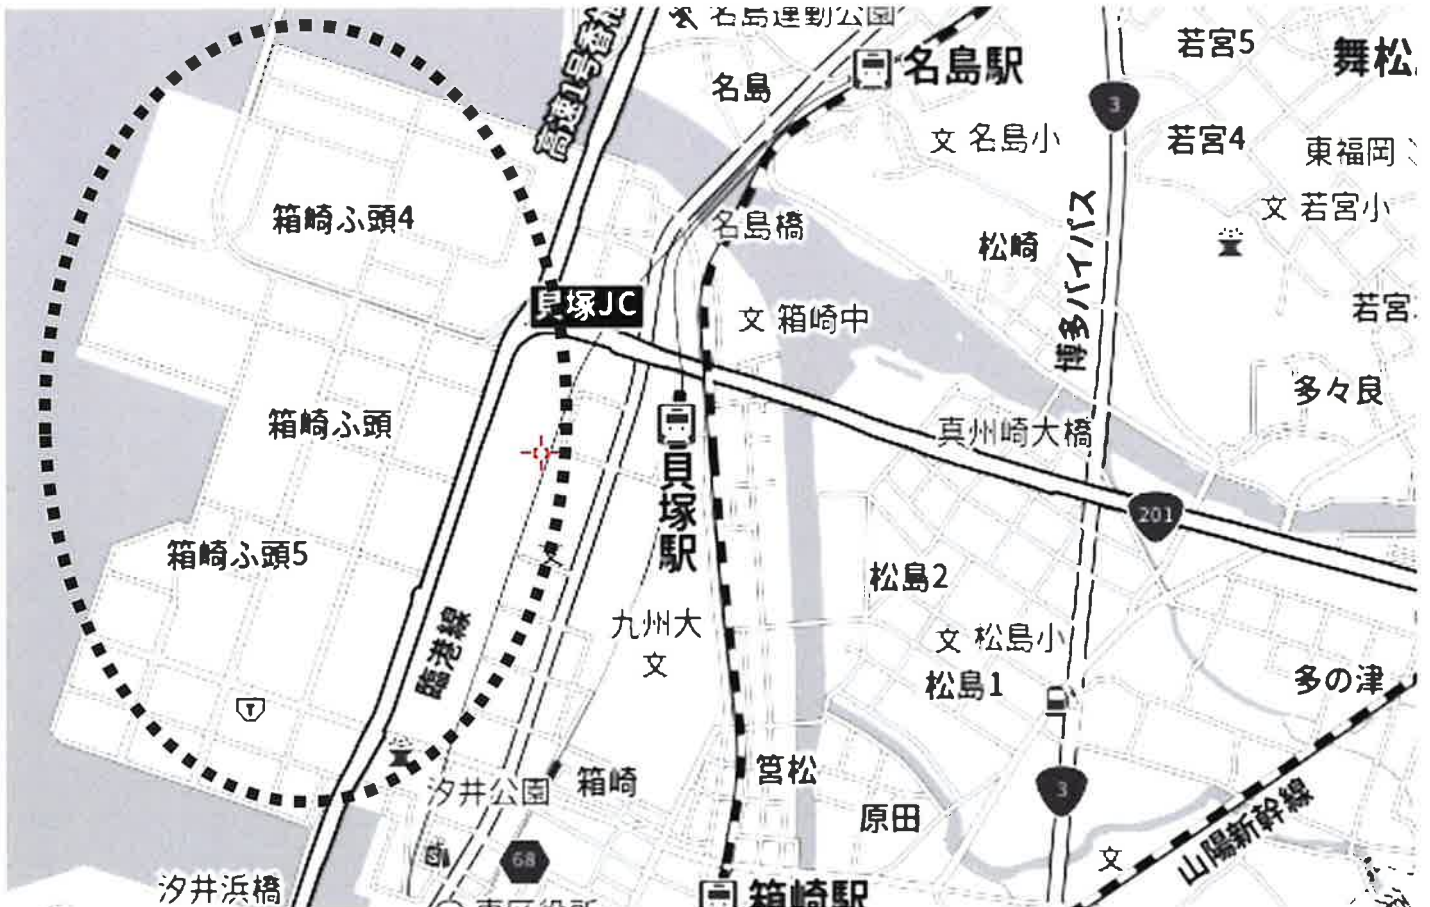 名島運動公園
名島駅
若宮5
舞松
高速1号香椎
名島
3
文 名島小
若宮4
東福岡
文 若宮小
箱崎ふ頭4
名島橋
松崎
博多バイパス
貝塚JC
文 箱崎中
若宮
多々良
箱崎ふ頭
真州崎大橋
貝塚駅
201
箱崎ふ頭5
文
松島2
臨港線
九州大
文
文 松島小
松島1
多の津
筥松
汐井公園
箱崎
3
原田
山陽新幹線
68
文
汐井浜橋
箱崎駅
東区役所